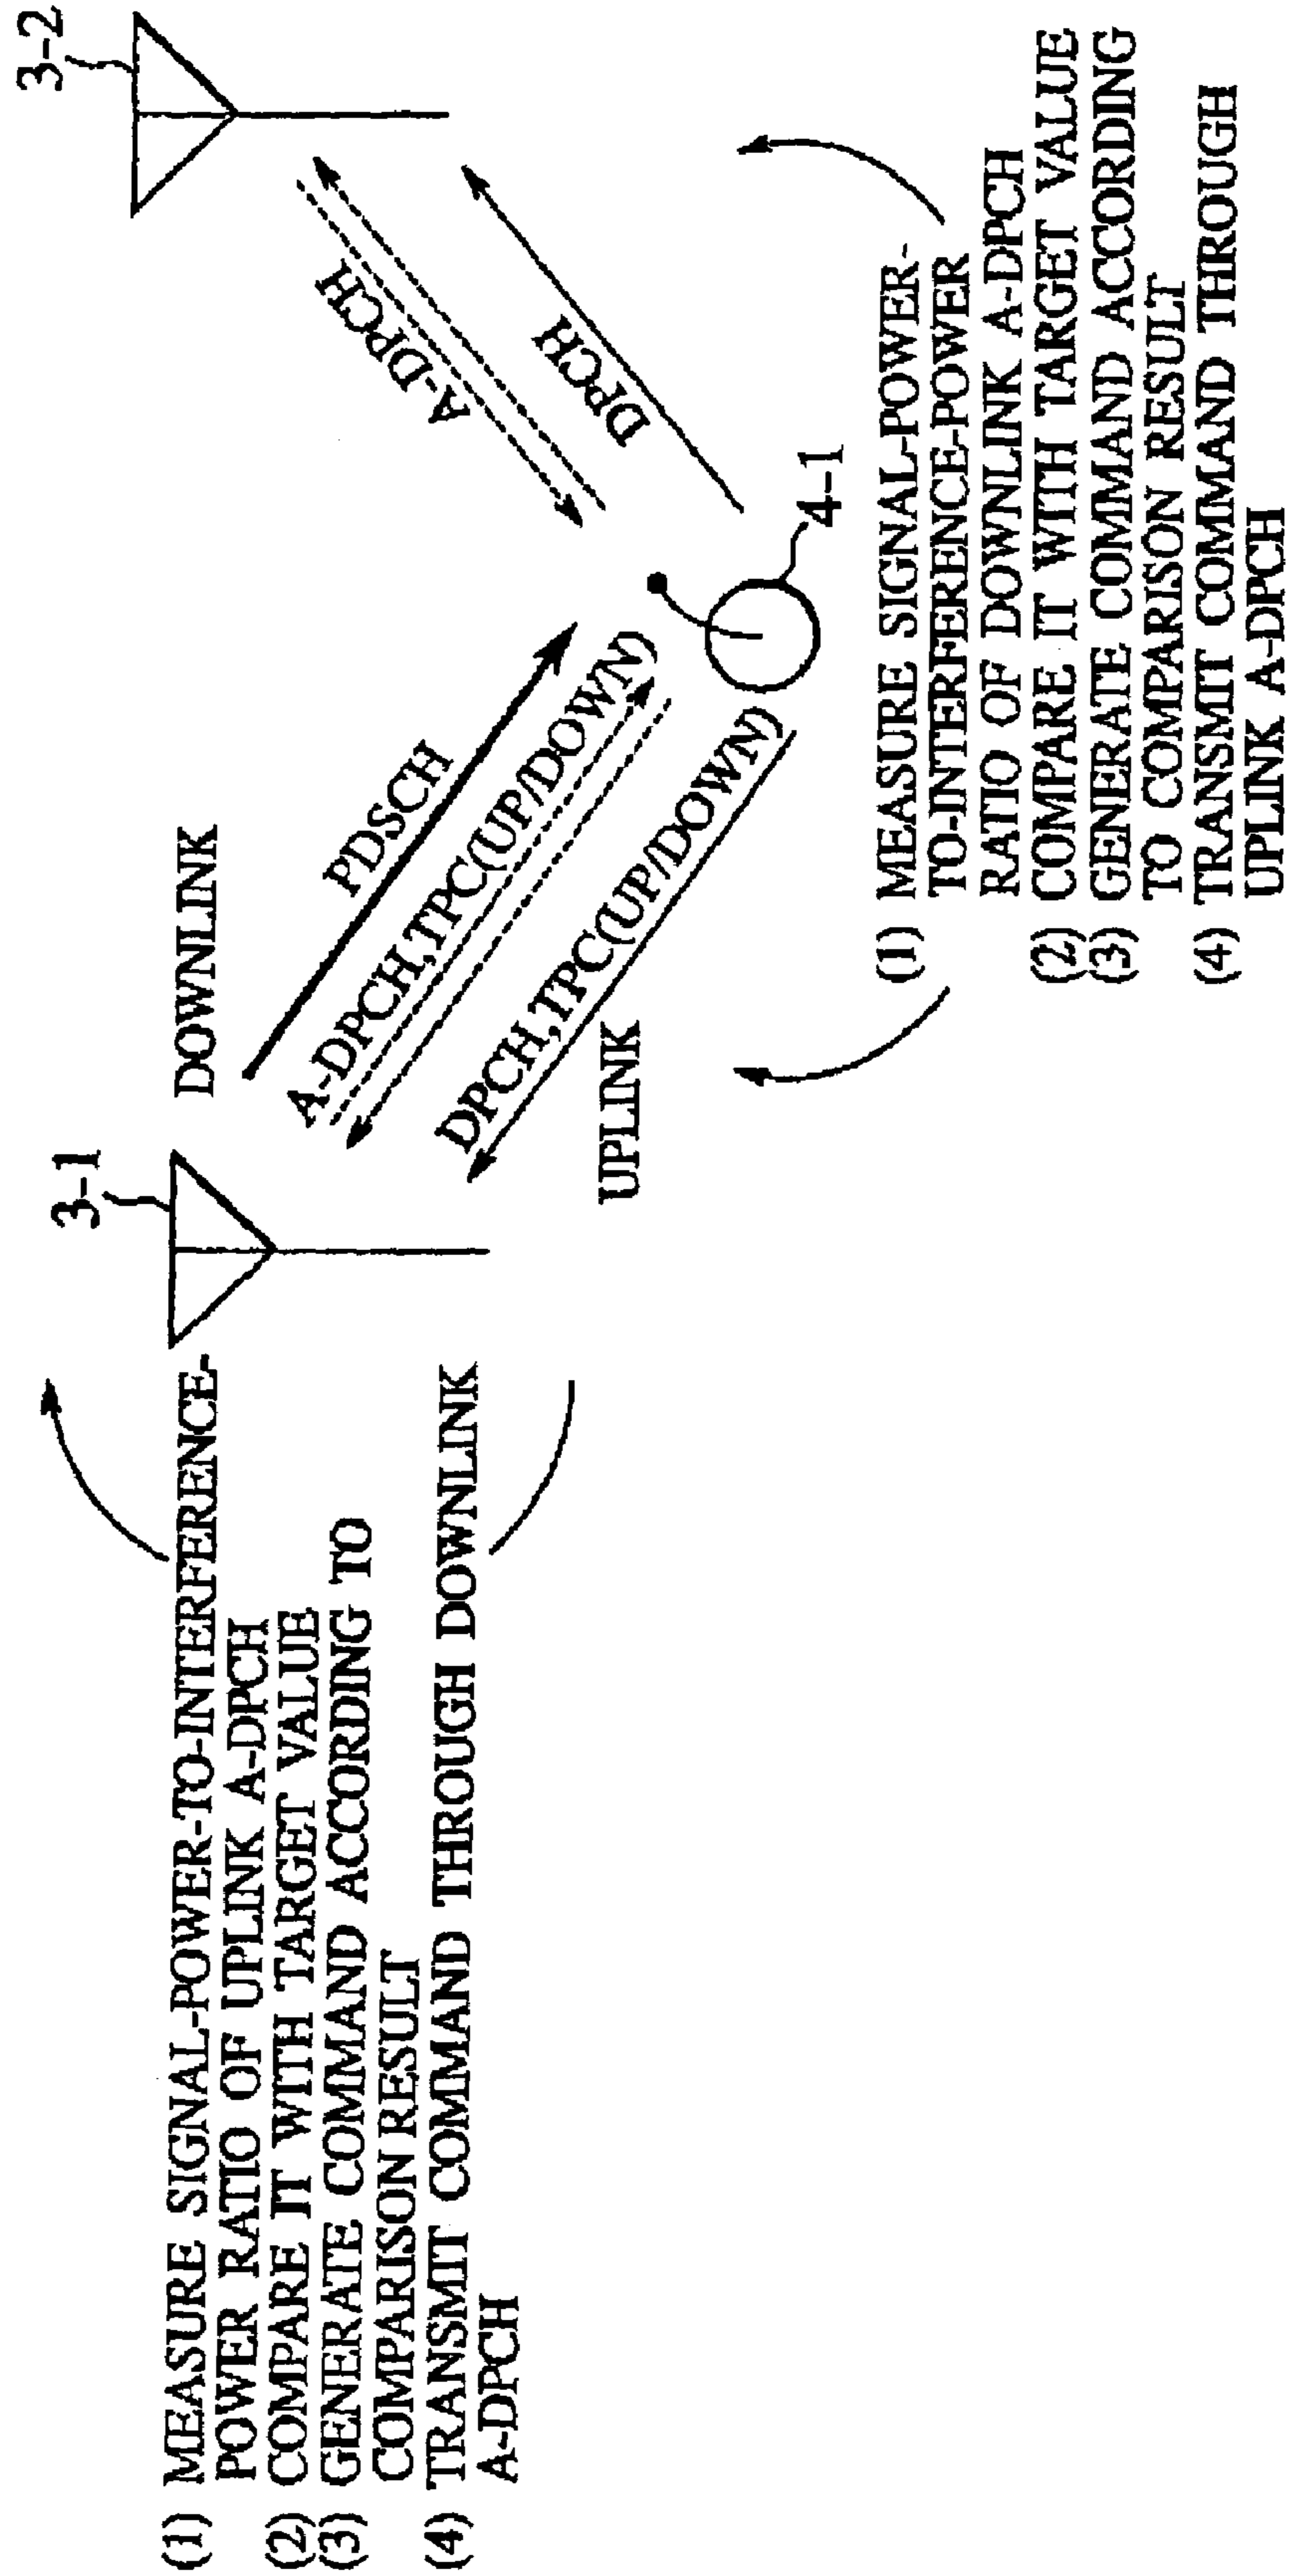 (1) MEASURE SIGNAL-POWER-TO-INTERFERENCE-
POWER RATIO OF UPLINK A-DPCH
(2) COMPARE IT WITH TARGET VALUE
(3) GENERATE COMMAND ACCORDING TO
COMPARISON RESULT
(4) TRANSMIT COMMAND THROUGH DOWNLINK
A-DPCH
3-1
DOWNLINK
PDSCH
A-DPCH,TPC(UP/DOWN)
DPCH,TPC(UP/DOWN)
UPLINK
3-2
A-DPCH
DPCH
4-1
(1) MEASURE SIGNAL-POWER-
TO-INTERFERENCE-POWER
RATIO OF DOWNLINK A-DPCH
(2) COMPARE IT WITH TARGET VALUE
(3) GENERATE COMMAND ACCORDING
TO COMPARISON RESULT
(4) TRANSMIT COMMAND THROUGH
UPLINK A-DPCH